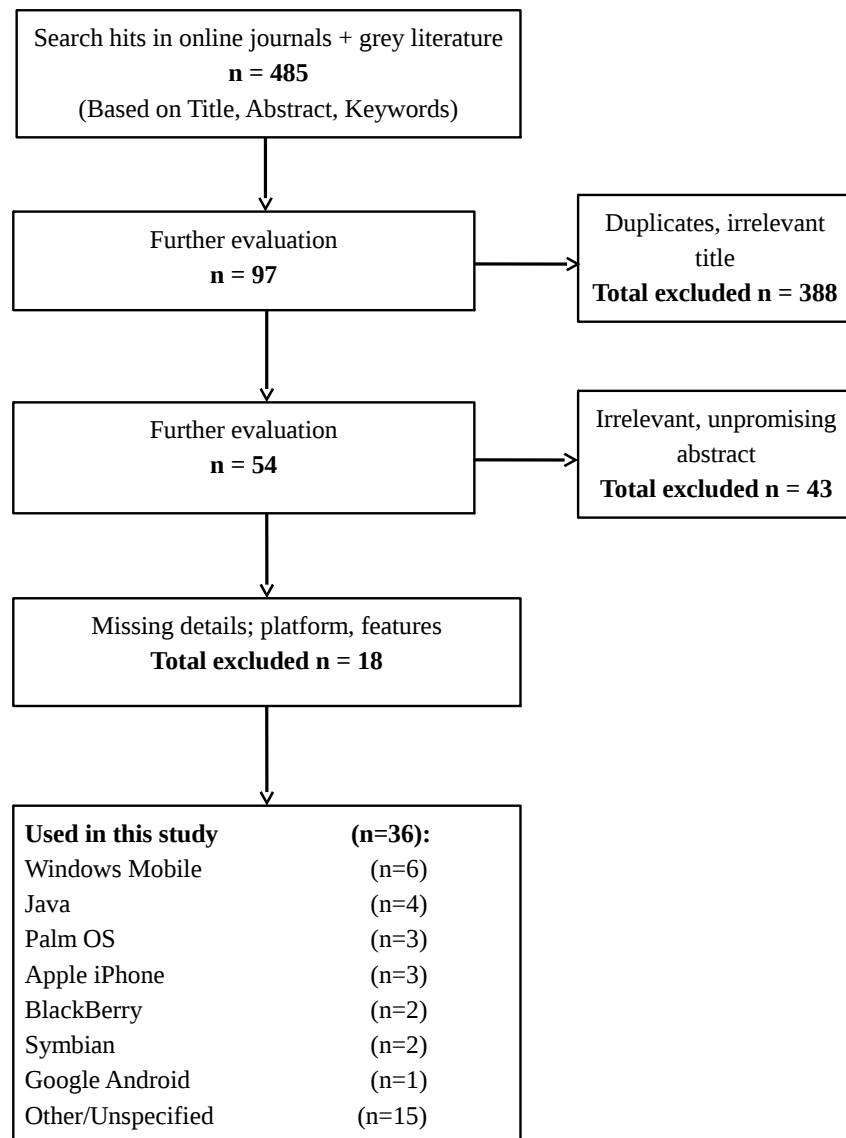 Search hits in online journals + grey literature
n = 485
(Based on Title, Abstract, Keywords)
Further evaluation
n = 97
Duplicates, irrelevant
title
Total excluded n = 388
Further evaluation
n = 54
Irrelevant, unpromising
abstract
Total excluded n = 43
Missing details; platform, features
Total excluded n = 18
Used in this study (n=36):
Windows Mobile (n=6)
Java (n=4)
Palm OS (n=3)
Apple iPhone (n=3)
BlackBerry (n=2)
Symbian (n=2)
Google Android (n=1)
Other/Unspecified (n=15)